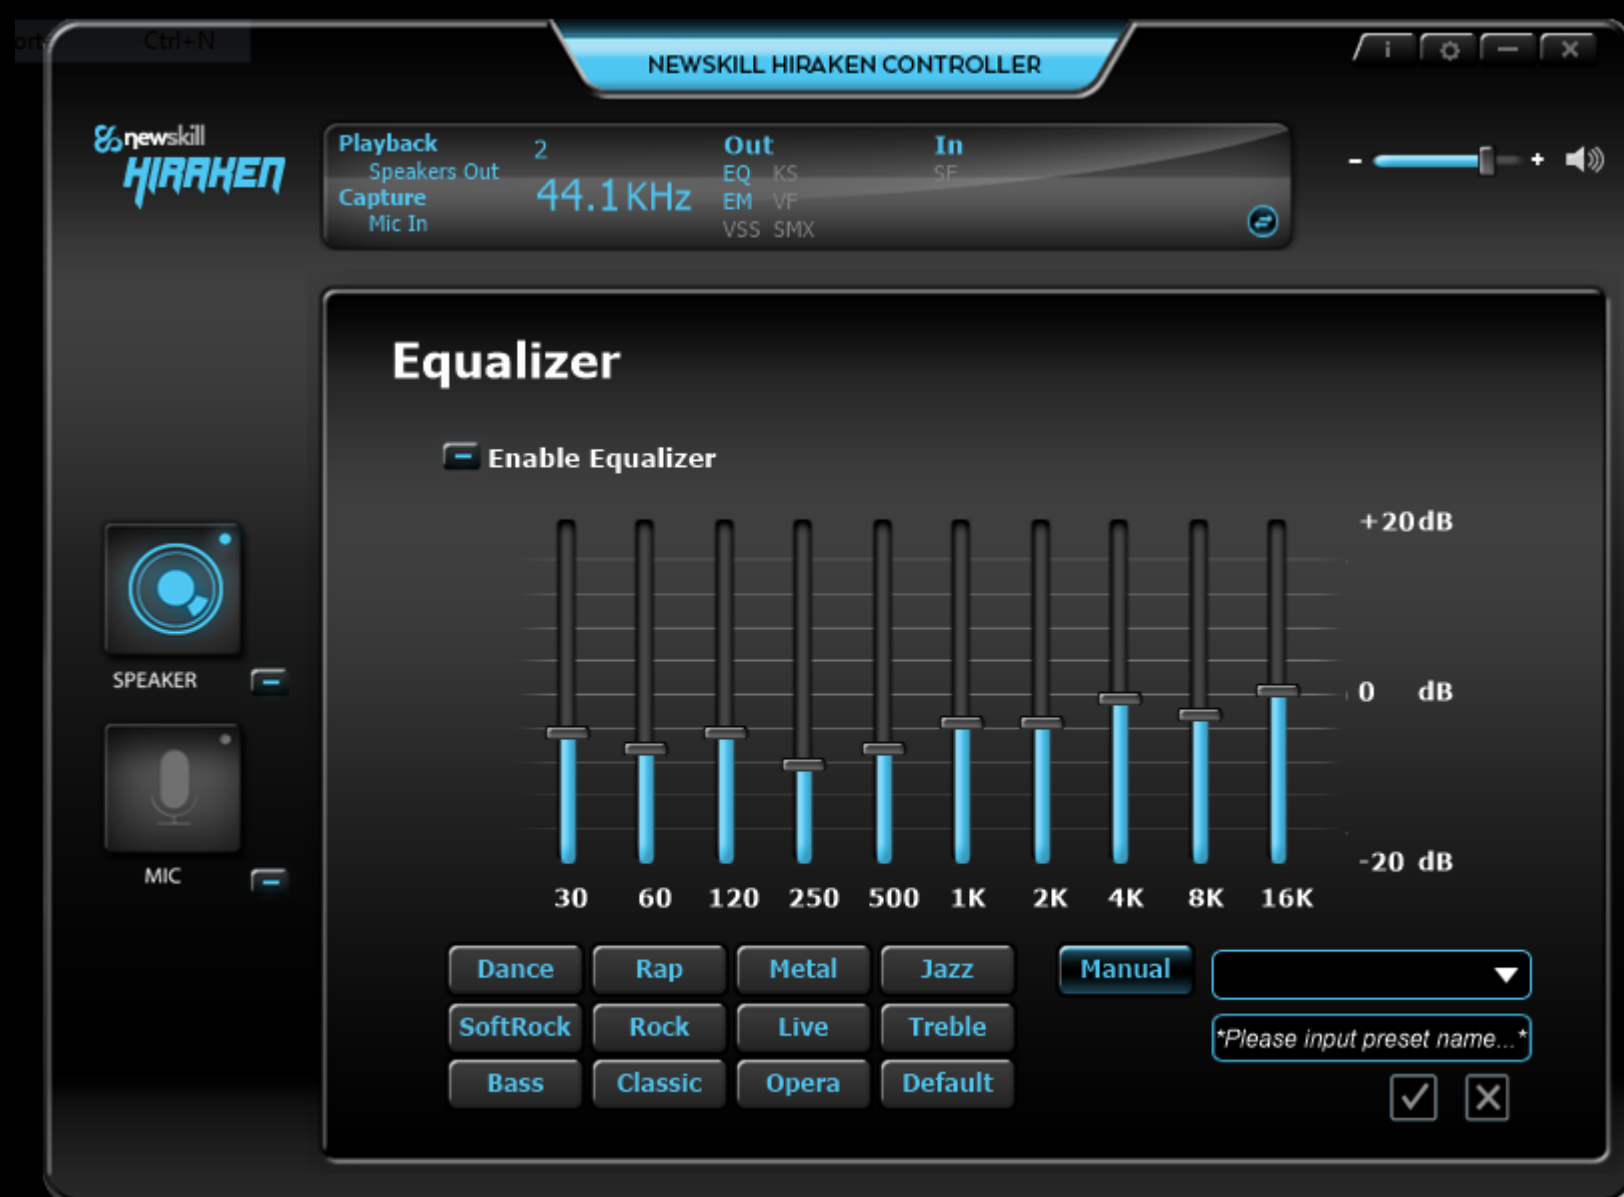 Ctrl+N
NEWSKILL HIRAKEN CONTROLLER
i
newskill
HIRAKEN
Playback 2 Out In
Speakers Out EQ KS SF
Capture 44.1 KHz EM VF
Mic In VSS SMX
- +
Equalizer
Enable Equalizer
+20 dB
0 dB
-20 dB
30 60 120 250 500 1K 2K 4K 8K 16K
SPEAKER
MIC
Dance Rap Metal Jazz Manual
SoftRock Rock Live Treble *Please input preset name...*
Bass Classic Opera Default